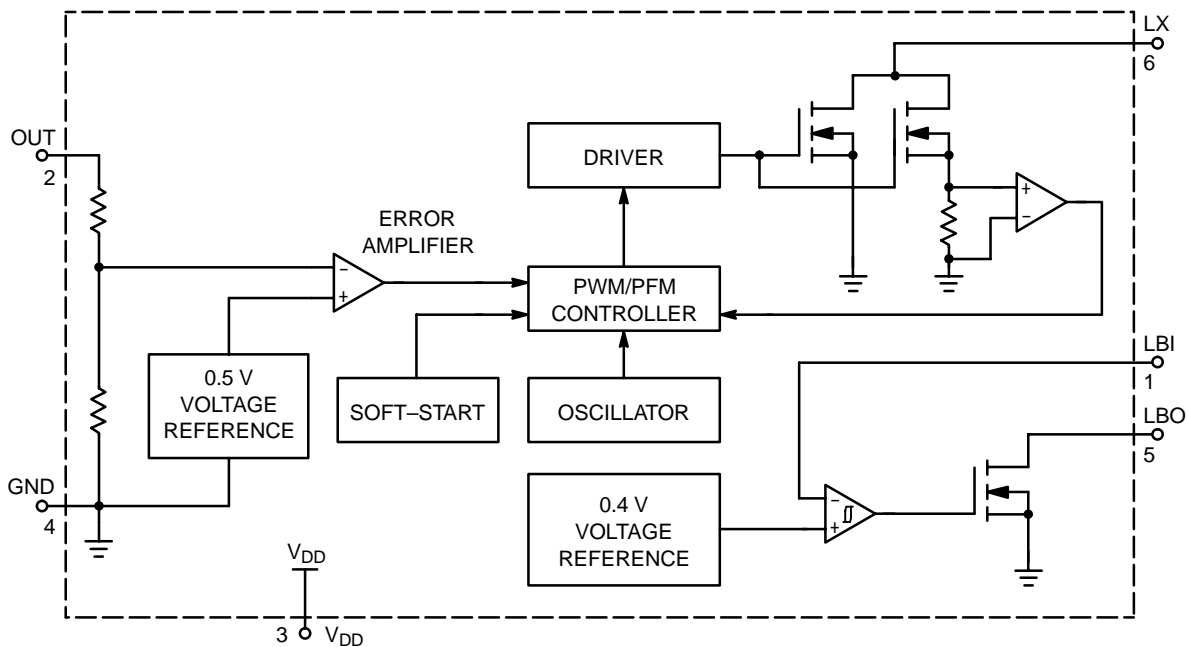 LX
6
OUT
2
DRIVER
+
−
ERROR
AMPLIFIER
−
+
PWM/PFM
CONTROLLER
LBI
1
0.5 V
VOLTAGE
REFERENCE
SOFT–START
OSCILLATOR
LBO
5
GND
4
0.4 V
VOLTAGE
REFERENCE
−
+
VDD
3
VDD